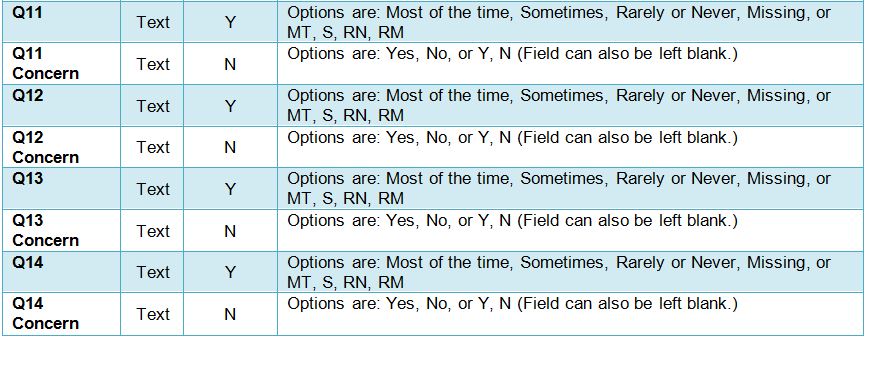 Q11 Text Y Options are: Most of the time, Sometimes, Rarely or Never, Missing, or
MT, S, RN, RM
Q11 Concern Text N Options are: Yes, No, or Y, N (Field can also be left blank.)
Q12 Text Y Options are: Most of the time, Sometimes, Rarely or Never, Missing, or
MT, S, RN, RM
Q12 Concern Text N Options are: Yes, No, or Y, N (Field can also be left blank.)
Q13 Text Y Options are: Most of the time, Sometimes, Rarely or Never, Missing, or
MT, S, RN, RM
Q13 Concern Text N Options are: Yes, No, or Y, N (Field can also be left blank.)
Q14 Text Y Options are: Most of the time, Sometimes, Rarely or Never, Missing, or
MT, S, RN, RM
Q14 Concern Text N Options are: Yes, No, or Y, N (Field can also be left blank.)